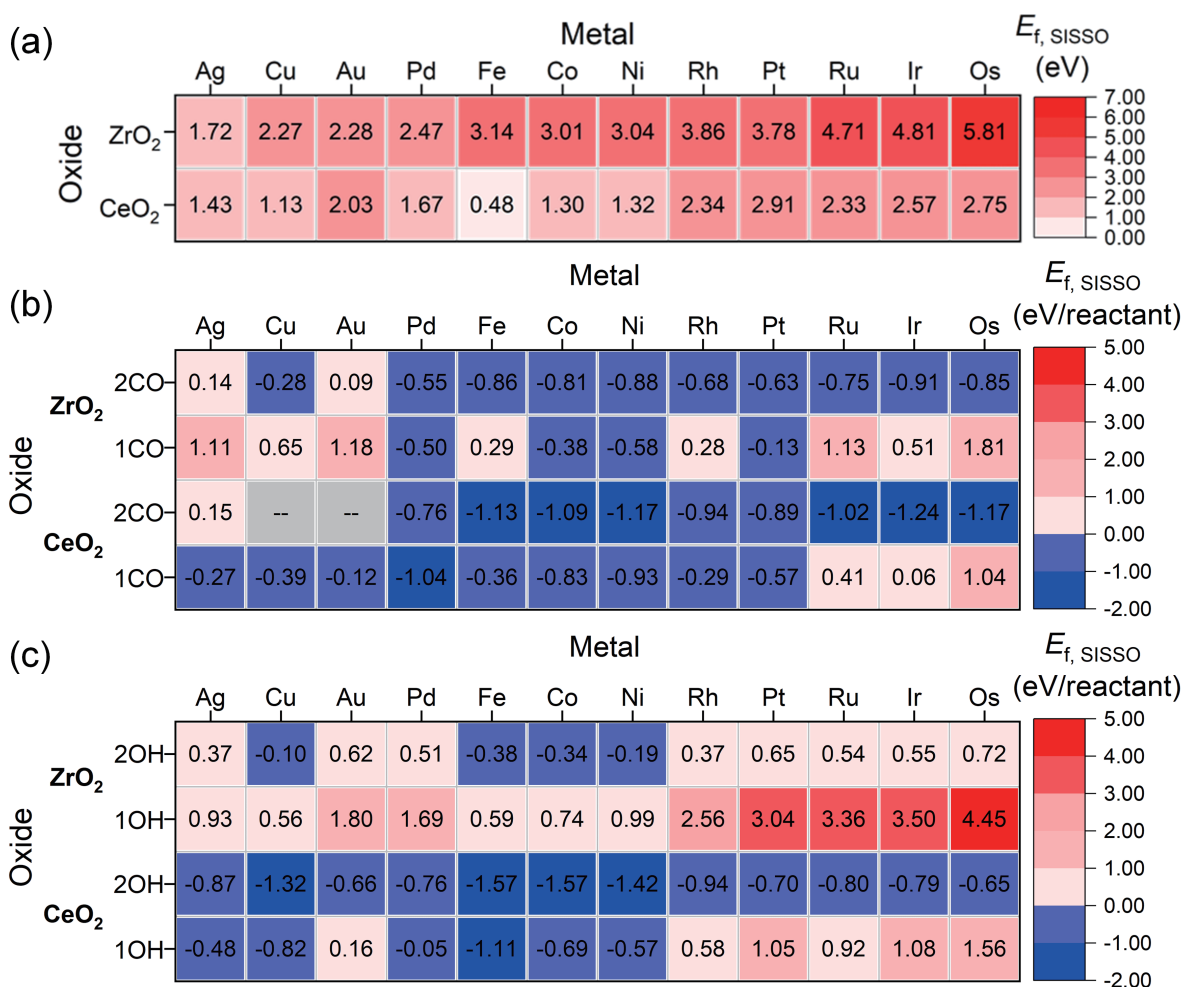 (a)
Metal
Ag Cu Au Pd Fe Co Ni Rh Pt Ru Ir Os
Oxide
ZrO2 1.72 2.27 2.28 2.47 3.14 3.01 3.04 3.86 3.78 4.71 4.81 5.81
CeO2 1.43 1.13 2.03 1.67 0.48 1.30 1.32 2.34 2.91 2.33 2.57 2.75
Ef, SISSO
(eV)
7.00
6.00
5.00
4.00
3.00
2.00
1.00
0.00
(b)
Metal
Ag Cu Au Pd Fe Co Ni Rh Pt Ru Ir Os
Oxide
ZrO2
2CO 0.14 -0.28 0.09 -0.55 -0.86 -0.81 -0.88 -0.68 -0.63 -0.75 -0.91 -0.85
1CO 1.11 0.65 1.18 -0.50 0.29 -0.38 -0.58 0.28 -0.13 1.13 0.51 1.81
CeO2
2CO 0.15 -- -- -0.76 -1.13 -1.09 -1.17 -0.94 -0.89 -1.02 -1.24 -1.17
1CO -0.27 -0.39 -0.12 -1.04 -0.36 -0.83 -0.93 -0.29 -0.57 0.41 0.06 1.04
Ef, SISSO
(eV/reactant)
5.00
4.00
3.00
2.00
1.00
0.00
-1.00
-2.00
(c)
Metal
Ag Cu Au Pd Fe Co Ni Rh Pt Ru Ir Os
Oxide
ZrO2
2OH 0.37 -0.10 0.62 0.51 -0.38 -0.34 -0.19 0.37 0.65 0.54 0.55 0.72
1OH 0.93 0.56 1.80 1.69 0.59 0.74 0.99 2.56 3.04 3.36 3.50 4.45
CeO2
2OH -0.87 -1.32 -0.66 -0.76 -1.57 -1.57 -1.42 -0.94 -0.70 -0.80 -0.79 -0.65
1OH -0.48 -0.82 0.16 -0.05 -1.11 -0.69 -0.57 0.58 1.05 0.92 1.08 1.56
Ef, SISSO
(eV/reactant)
5.00
4.00
3.00
2.00
1.00
0.00
-1.00
-2.00